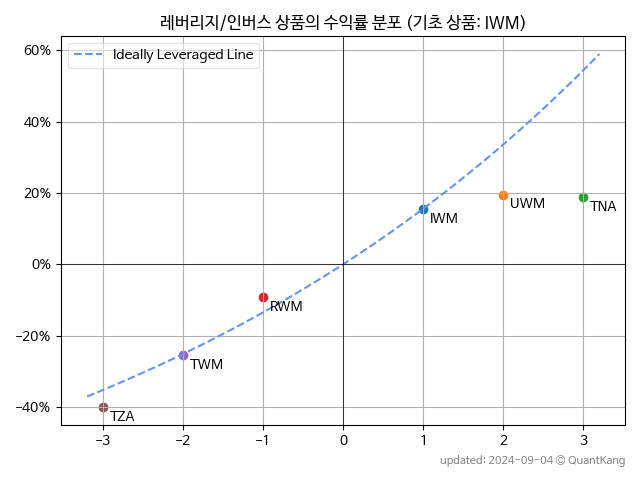 레버리지/인버스 상품의 수익률 분포 (기초 상품: IWM)
60%
Ideally Leveraged Line
40%
20%
UWM
TNA
IWM
0%
RWM
−20%
TWM
−40%
TZA
−3 −2 −1 0 1 2 3
updated: 2024-09-04 © QuantKang